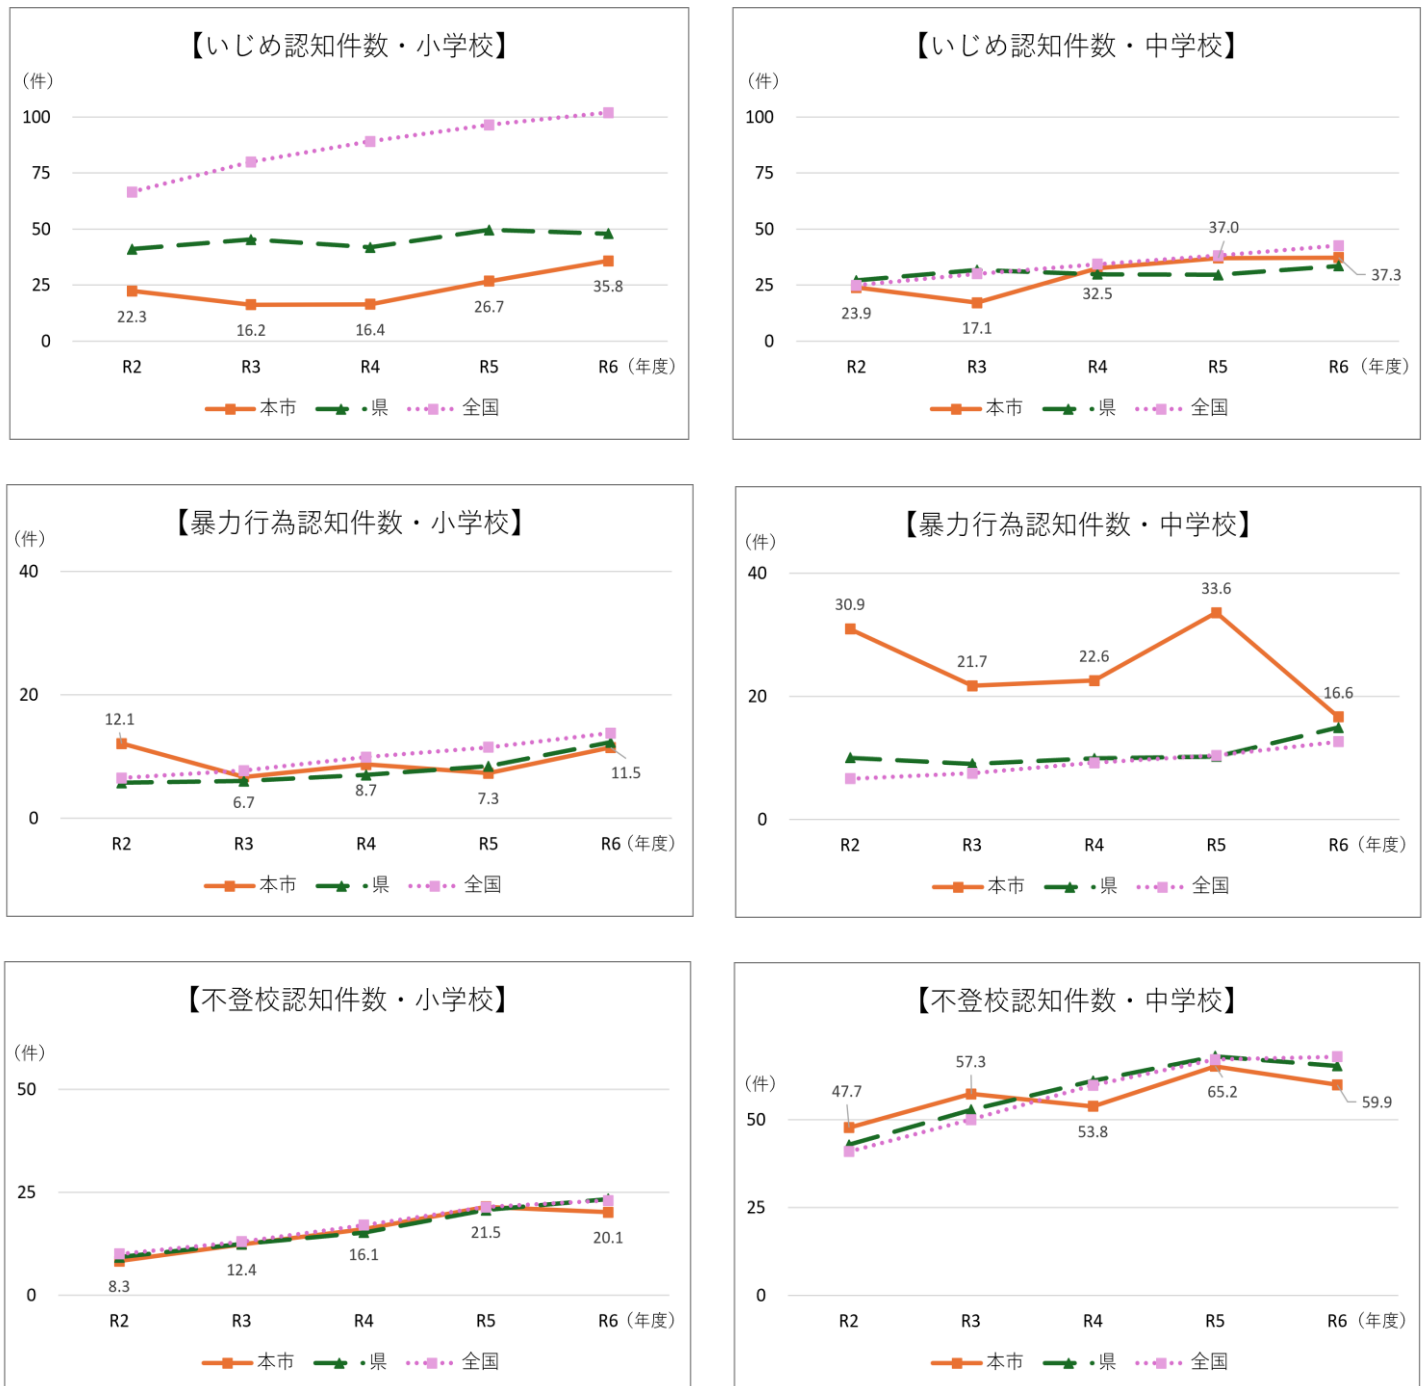 【いじめ認知件数・小学校】
（件）
100
75
50
25
0
22.3
16.2
16.4
26.7
35.8
R2 R3 R4 R5 R6（年度）
本市 県 全国
【いじめ認知件数・中学校】
（件）
100
75
50
25
0
23.9
17.1
32.5
37.0
37.3
R2 R3 R4 R5 R6（年度）
本市 県 全国
【暴力行為認知件数・小学校】
（件）
40
20
0
12.1
6.7
8.7
7.3
11.5
R2 R3 R4 R5 R6（年度）
本市 県 全国
【暴力行為認知件数・中学校】
（件）
40
20
0
30.9
21.7
22.6
33.6
16.6
R2 R3 R4 R5 R6（年度）
本市 県 全国
【不登校認知件数・小学校】
（件）
50
25
0
8.3
12.4
16.1
21.5
20.1
R2 R3 R4 R5 R6（年度）
本市 県 全国
【不登校認知件数・中学校】
（件）
50
25
0
47.7
57.3
53.8
65.2
59.9
R2 R3 R4 R5 R6（年度）
本市 県 全国